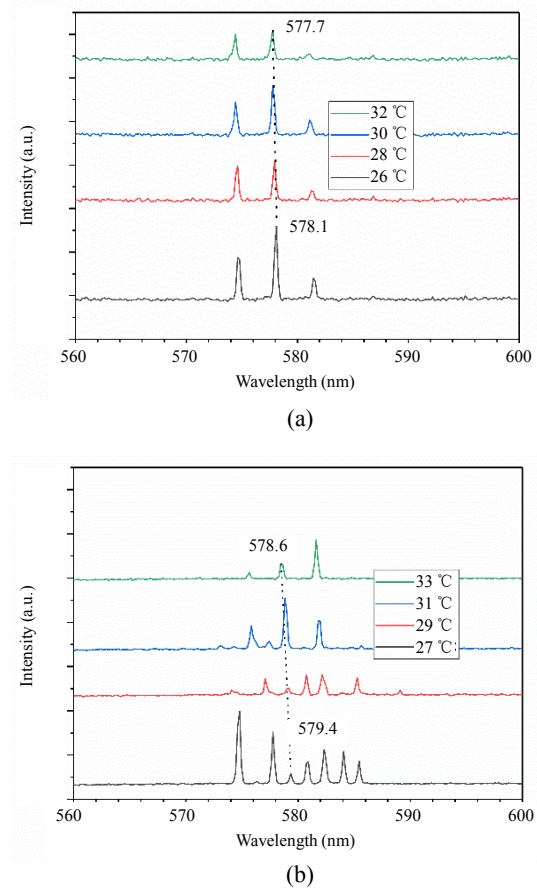 577.7
32 ℃
30 ℃
28 ℃
26 ℃
578.1
Intensity (a.u.)
560 570 580 590 600
Wavelength (nm)
(a)
578.6
33 ℃
31 ℃
29 ℃
27 ℃
579.4
Intensity (a.u.)
560 570 580 590 600
Wavelength (nm)
(b)